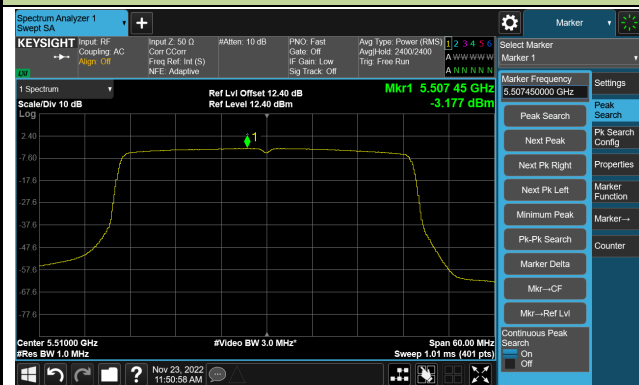 Spectrum Analyzer 1
Swept SA
Marker
KEYSIGHT
Input: RF
Coupling: AC
Align: Off
Input Z: 50 Ω
Corr CCorr
Freq Ref: Int (S)
NFE: Adaptive
#Atten: 10 dB
PNO: Fast
Gate: Off
IF Gain: Low
Sig Track: Off
Avg Type: Power (RMS)
Avg|Hold: 2400/2400
Trig: Free Run
1 2 3 4 5 6
A W W W W W
A N N N N N
LXI
Select Marker
Marker 1
1 Spectrum
Scale/Div 10 dB
Ref Lvl Offset 12.40 dB
Ref Level 12.40 dBm
Mkr1 5.507 45 GHz
-3.177 dBm
Log
2.40
-7.60
-17.6
-27.6
-37.6
-47.6
-57.6
-67.6
-77.6
1
Center 5.51000 GHz
#Res BW 1.0 MHz
#Video BW 3.0 MHz*
Span 60.00 MHz
Sweep 1.01 ms (401 pts)
Marker Frequency
5.507450000 GHz
Peak Search
Next Peak
Next Pk Right
Next Pk Left
Minimum Peak
Pk-Pk Search
Marker Delta
Mkr→CF
Mkr→Ref Lvl
Continuous Peak
Search
On
Off
Settings
Peak
Search
Pk Search
Config
Properties
Marker
Function
Marker→
Counter
Nov 23, 2022
11:50:58 AM